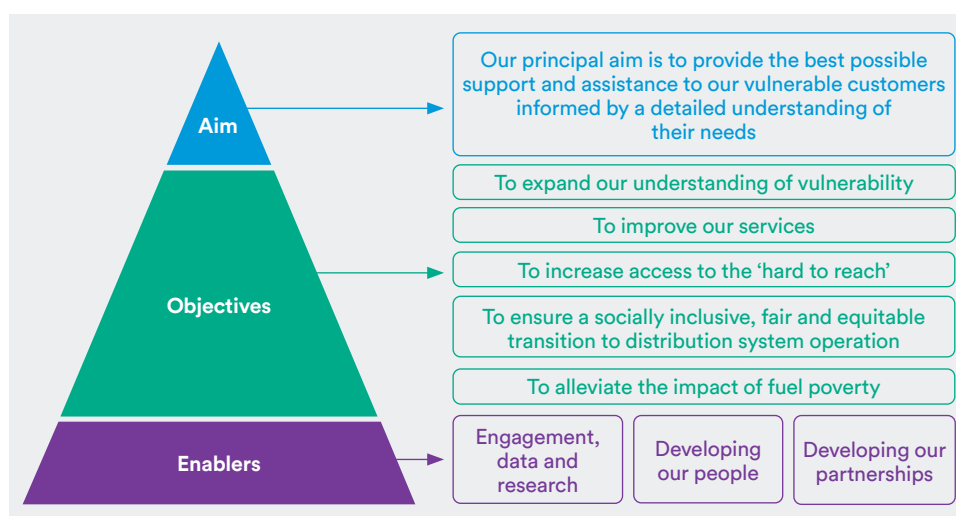 Aim
Our principal aim is to provide the best possible
support and assistance to our vulnerable customers
informed by a detailed understanding of
their needs
Objectives
To expand our understanding of vulnerability
To improve our services
To increase access to the ‘hard to reach’
To ensure a socially inclusive, fair and equitable
transition to distribution system operation
To alleviate the impact of fuel poverty
Enablers
Engagement,
data and
research
Developing
our people
Developing our
partnerships